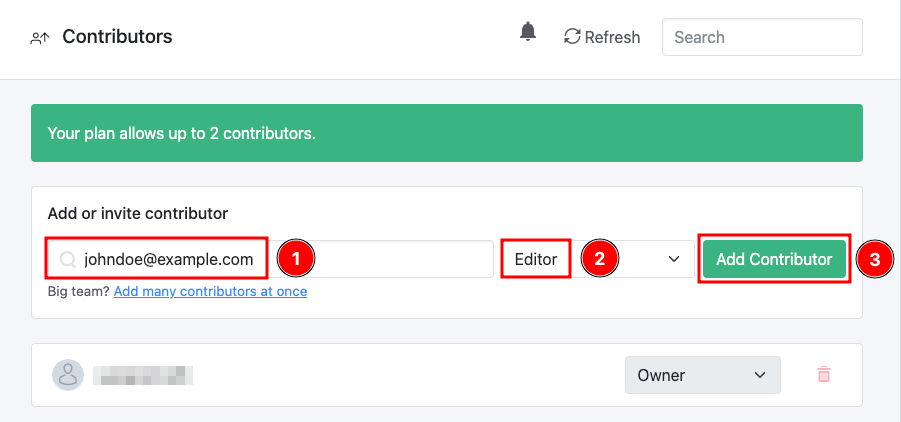 Contributors
Refresh
Search
Your plan allows up to 2 contributors.
Add or invite contributor
johndoe@example.com 1 Editor 2 Add Contributor 3
Big team? Add many contributors at once
Owner